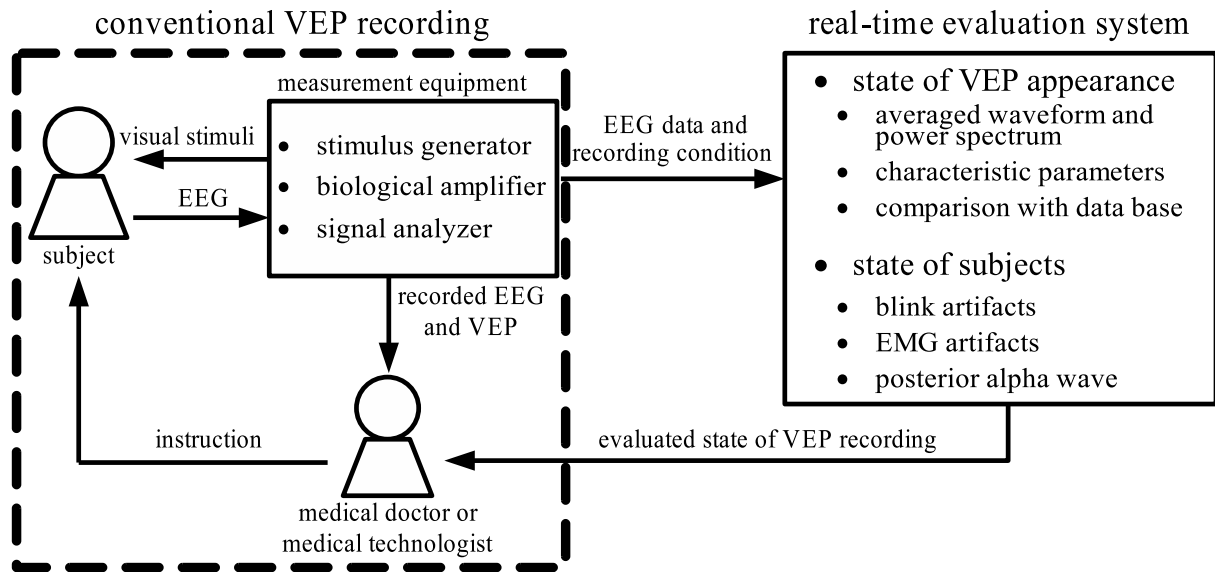 conventional VEP recording
measurement equipment
visual stimuli
EEG
subject
• stimulus generator
• biological amplifier
• signal analyzer
recorded EEG
and VEP
instruction
medical doctor or
medical technologist
EEG data and
recording condition
real-time evaluation system
• state of VEP appearance
• averaged waveform and
power spectrum
• characteristic parameters
• comparison with data base
• state of subjects
• blink artifacts
• EMG artifacts
• posterior alpha wave
evaluated state of VEP recording